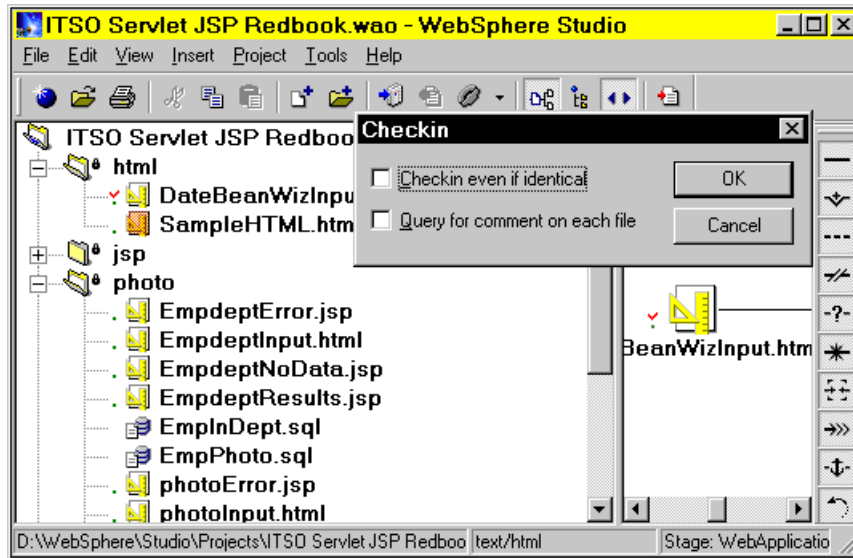 ITSO Servlet JSP Redbook.wao - WebSphere Studio
File Edit View Insert Project Tools Help
ITSO Servlet JSP Redboo
Checkin
Checkin even if identical
OK
Query for comment on each file
Cancel
html
DateBeanWizInpu
SampleHTML.htm
jsp
photo
EmpdeptError.jsp
EmpdeptInput.html
EmpdeptNoData.jsp
EmpdeptResults.jsp
EmpInDept.sql
EmpPhoto.sql
photoError.jsp
photoInput.html
BeanWizInput.htm
-?-
D:\WebSphere\Studio\Projects\ITSO Servlet JSP Redboo text/html Stage: WebApplicatio